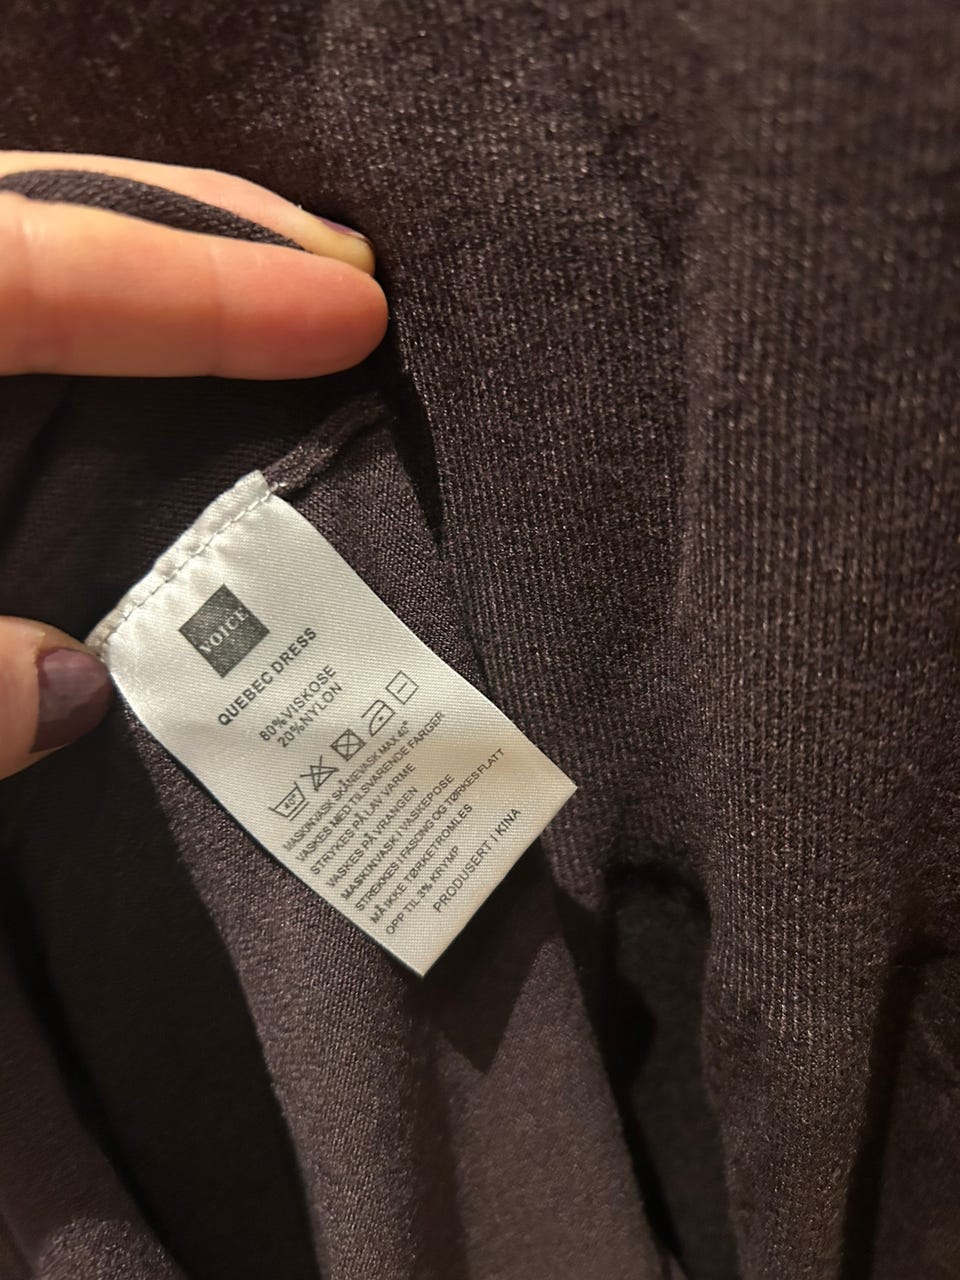 VOICE
QUEBEC DRESS
80%VISKOSE
20%NYLON
40°
MASKINVASK SKÅNEVASK MAX 40°
VASKES MED TILSVARENDE FARGER
STRYKES PÅ LAV VARME
VASKES PÅ VRANGEN
MASKINVASK I VASKEPOSE
STREKKES I FASONG OG TØRKES FLATT
MÅ IKKE TØRKETROMLES
OPP TIL 3% KRYMP
PRODUSERT I KINA